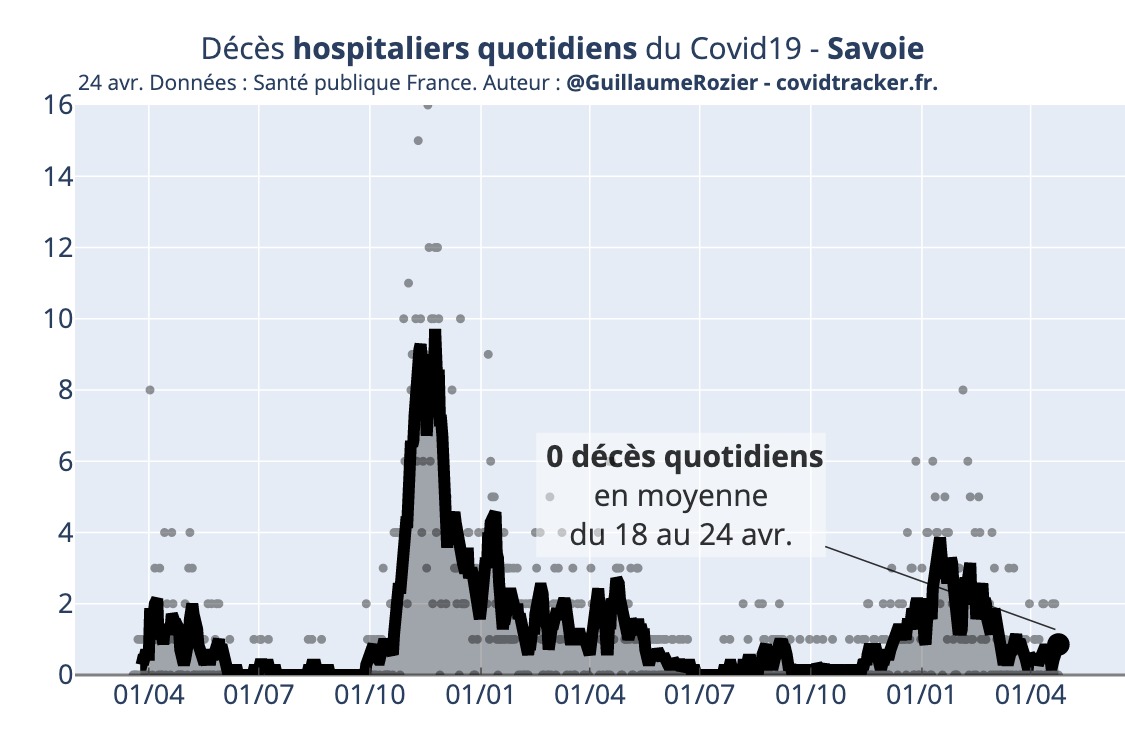 Décès hospitaliers quotidiens du Covid19 - Savoie
24 avr. Données : Santé publique France. Auteur : @GuillaumeRozier - covidtracker.fr.
16
14
12
10
8
6
4
2
0
0 décès quotidiens
en moyenne
du 18 au 24 avr.
01/04 01/07 01/10 01/01 01/04 01/07 01/10 01/01 01/04